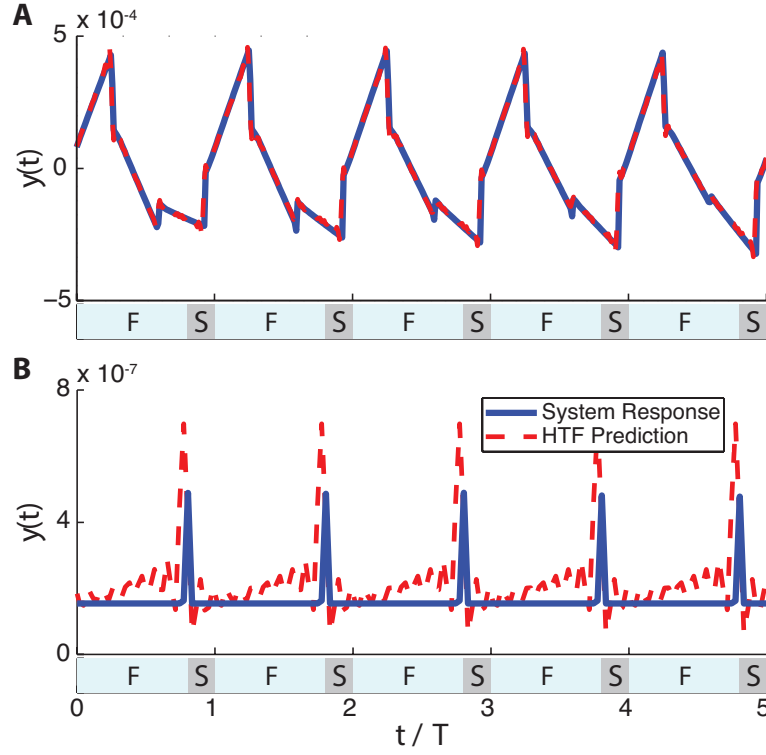 A
x 10⁻⁴
5
0
−5
y(t)
F S F S F S F S F S
B
x 10⁻⁷
8
4
0
y(t)
System Response
HTF Prediction
F S F S F S F S F S
0 1 2 3 4 5
t / T